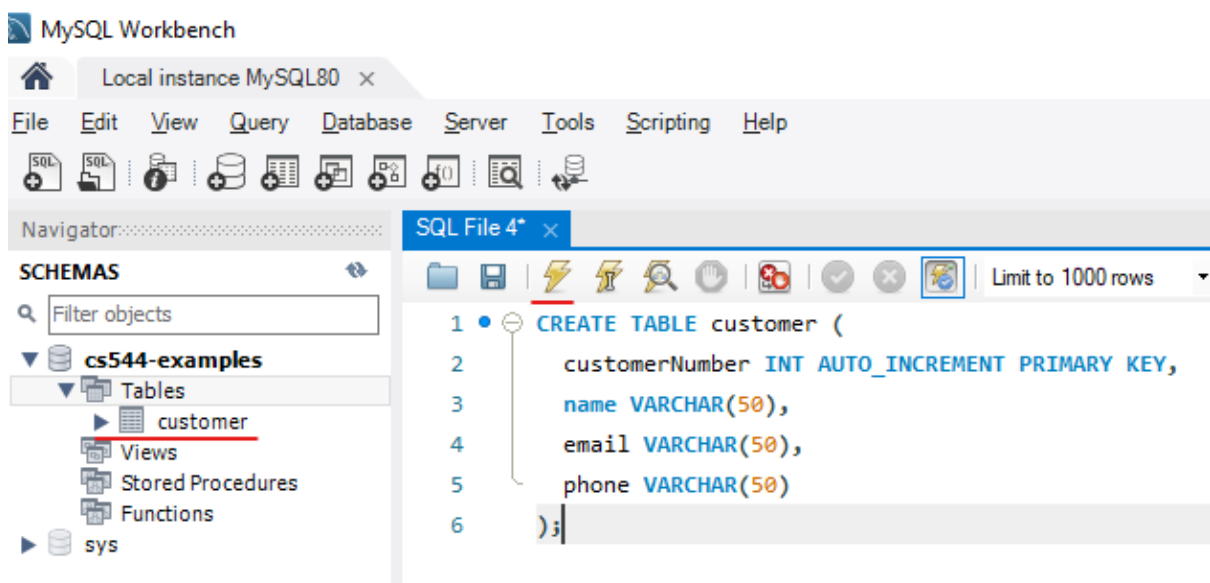 MySQL Workbench
Local instance MySQL80
File Edit View Query Database Server Tools Scripting Help
SQL SQL f()
Navigator
SQL File 4*
SCHEMAS
Limit to 1000 rows
Filter objects
cs544-examples
Tables
customer
Views
Stored Procedures
Functions
sys
1 CREATE TABLE customer (
2 customerNumber INT AUTO_INCREMENT PRIMARY KEY,
3 name VARCHAR(50),
4 email VARCHAR(50),
5 phone VARCHAR(50)
6 );